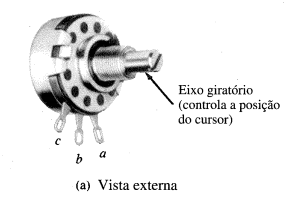 Eixo giratório
(controla a posição
do cursor)
c
b
a
(a) Vista externa